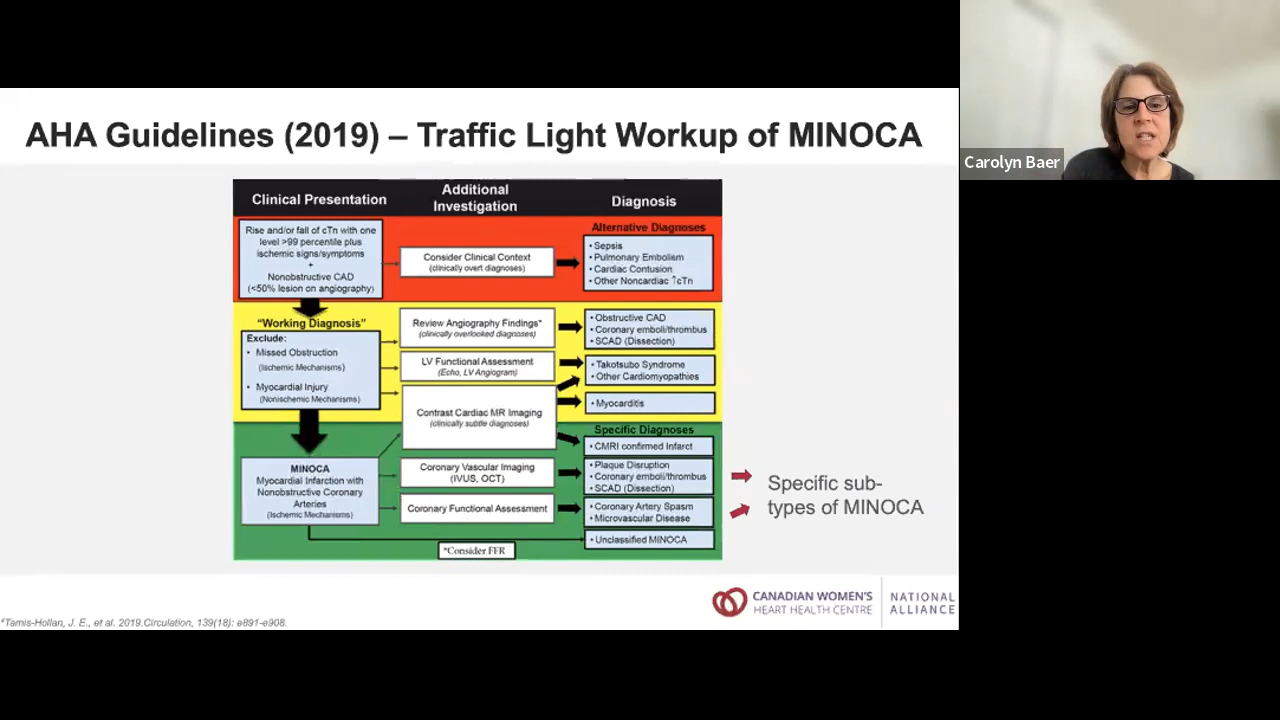 AHA Guidelines (2019) – Traffic Light Workup of MINOCA
Carolyn Baer
Clinical Presentation
Additional
Investigation
Diagnosis
Rise and/or fall of cTn with one
level >99 percentile plus
ischemic signs/symptoms
+
Nonobstructive CAD
(<50% lesion on angiography)
Consider Clinical Context
(clinically overt diagnoses)
Alternative Diagnoses
• Sepsis
• Pulmonary Embolism
• Cardiac Contusion
• Other Noncardiac ↑cTn
“Working Diagnosis”
Exclude:
• Missed Obstruction
(Ischemic Mechanisms)
• Myocardial Injury
(Nonischemic Mechanisms)
Review Angiography Findings*
(clinically overlooked diagnoses)
• Obstructive CAD
• Coronary emboli/thrombus
• SCAD (Dissection)
LV Functional Assessment
(Echo, LV Angiogram)
• Takotsubo Syndrome
• Other Cardiomyopathies
Contrast Cardiac MR Imaging
(clinically subtle diagnoses)
• Myocarditis
Specific Diagnoses
• CMRI confirmed Infarct
MINOCA
Myocardial Infarction with
Nonobstructive Coronary
Arteries
(Ischemic Mechanisms)
Coronary Vascular Imaging
(IVUS, OCT)
• Plaque Disruption
• Coronary emboli/thrombus
• SCAD (Dissection)
Coronary Functional Assessment
• Coronary Artery Spasm
• Microvascular Disease
• Unclassified MINOCA
*Consider FFR
Specific sub-
types of MINOCA
CANADIAN WOMEN'S
HEART HEALTH CENTRE
NATIONAL
ALLIANCE
*Tamis-Hollan, J. E., et al. 2019.Circulation, 139(18): e891-e908.